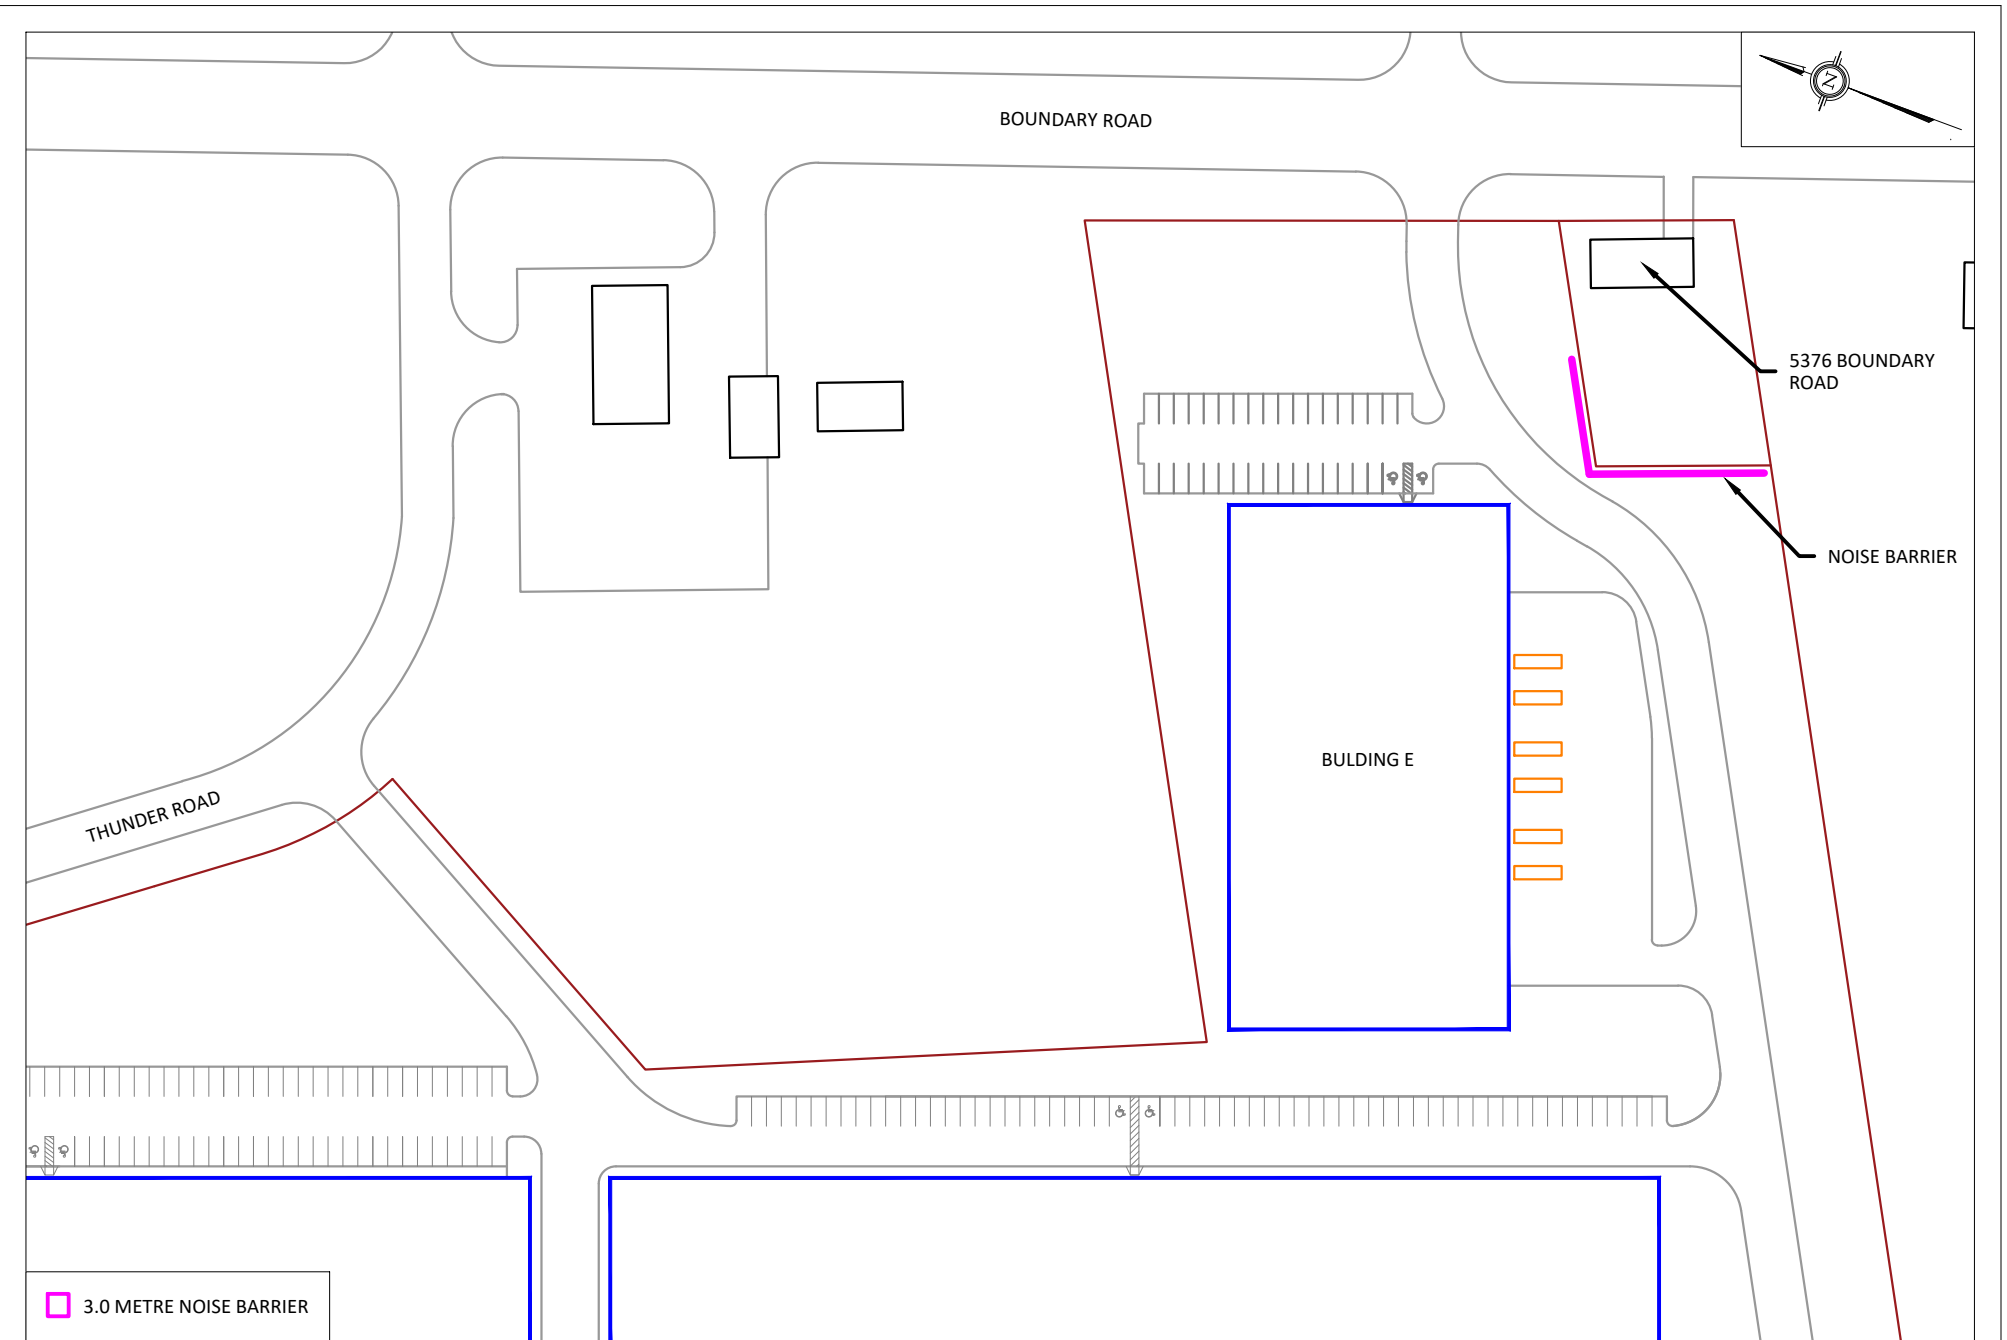 BOUNDARY ROAD
N
5376 BOUNDARY
ROAD
NOISE BARRIER
BULDING E
THUNDER ROAD
3.0 METRE NOISE BARRIER